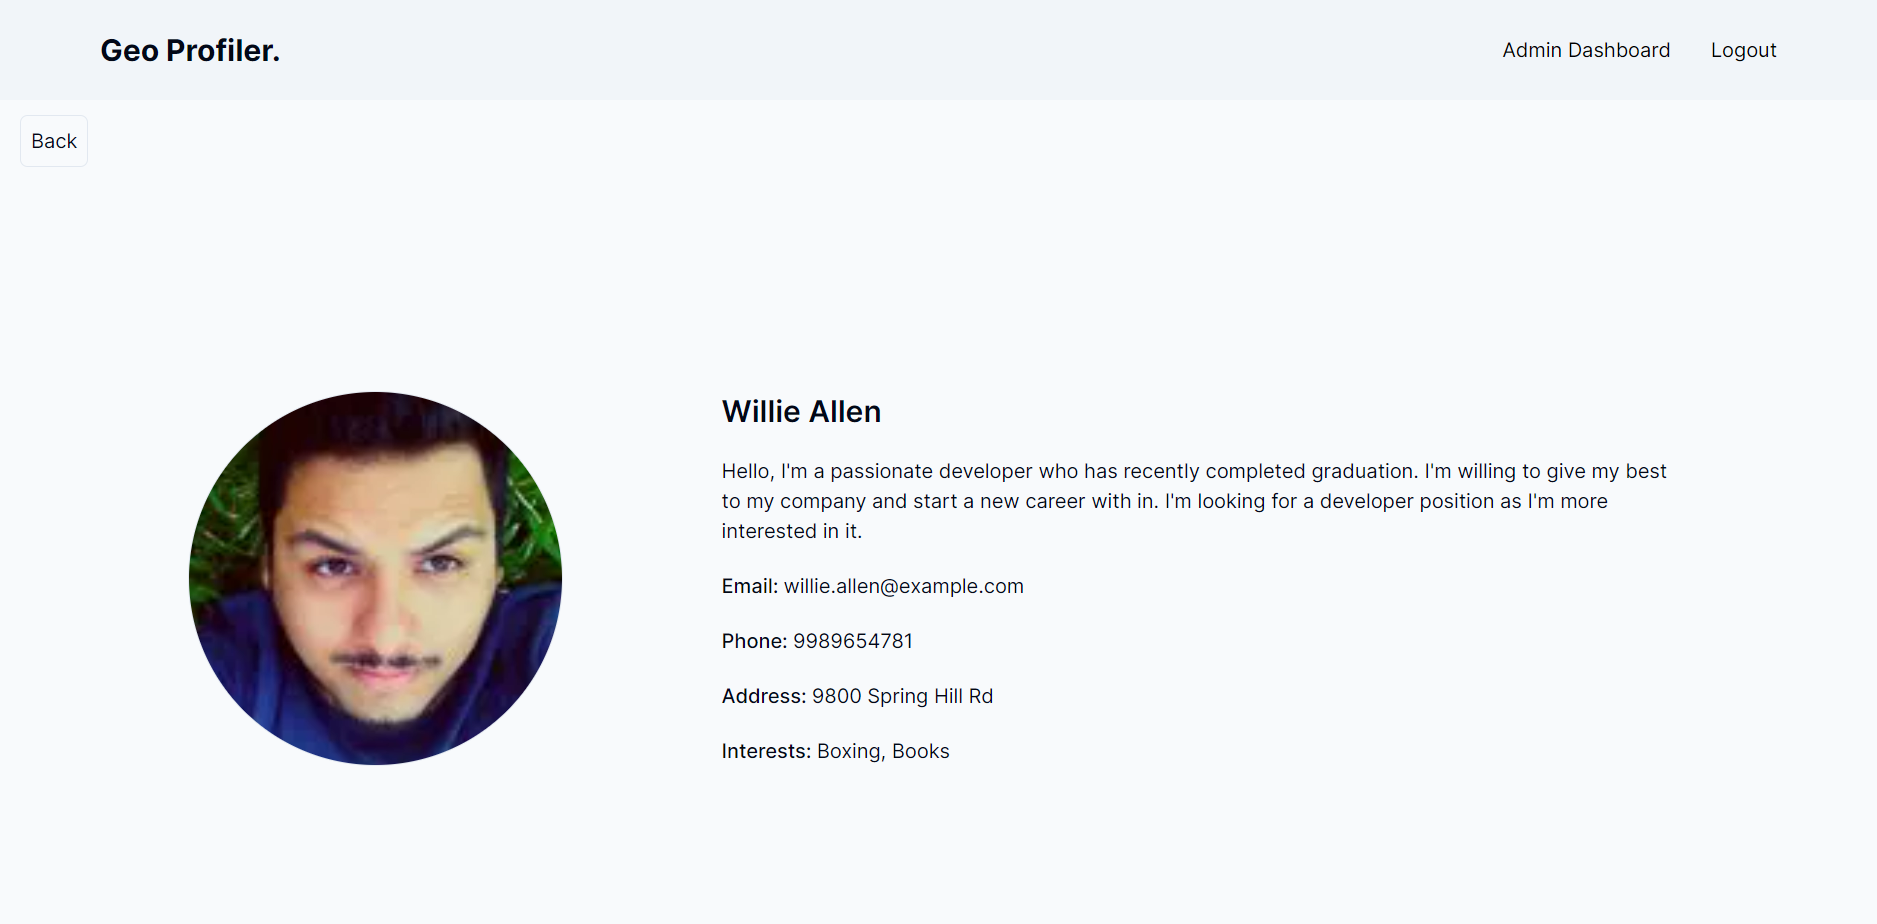 Geo Profiler.
Admin Dashboard
Logout
Back
Willie Allen
Hello, I'm a passionate developer who has recently completed graduation. I'm willing to give my best
to my company and start a new career with in. I'm looking for a developer position as I'm more
interested in it.
Email: willie.allen@example.com
Phone: 9989654781
Address: 9800 Spring Hill Rd
Interests: Boxing, Books